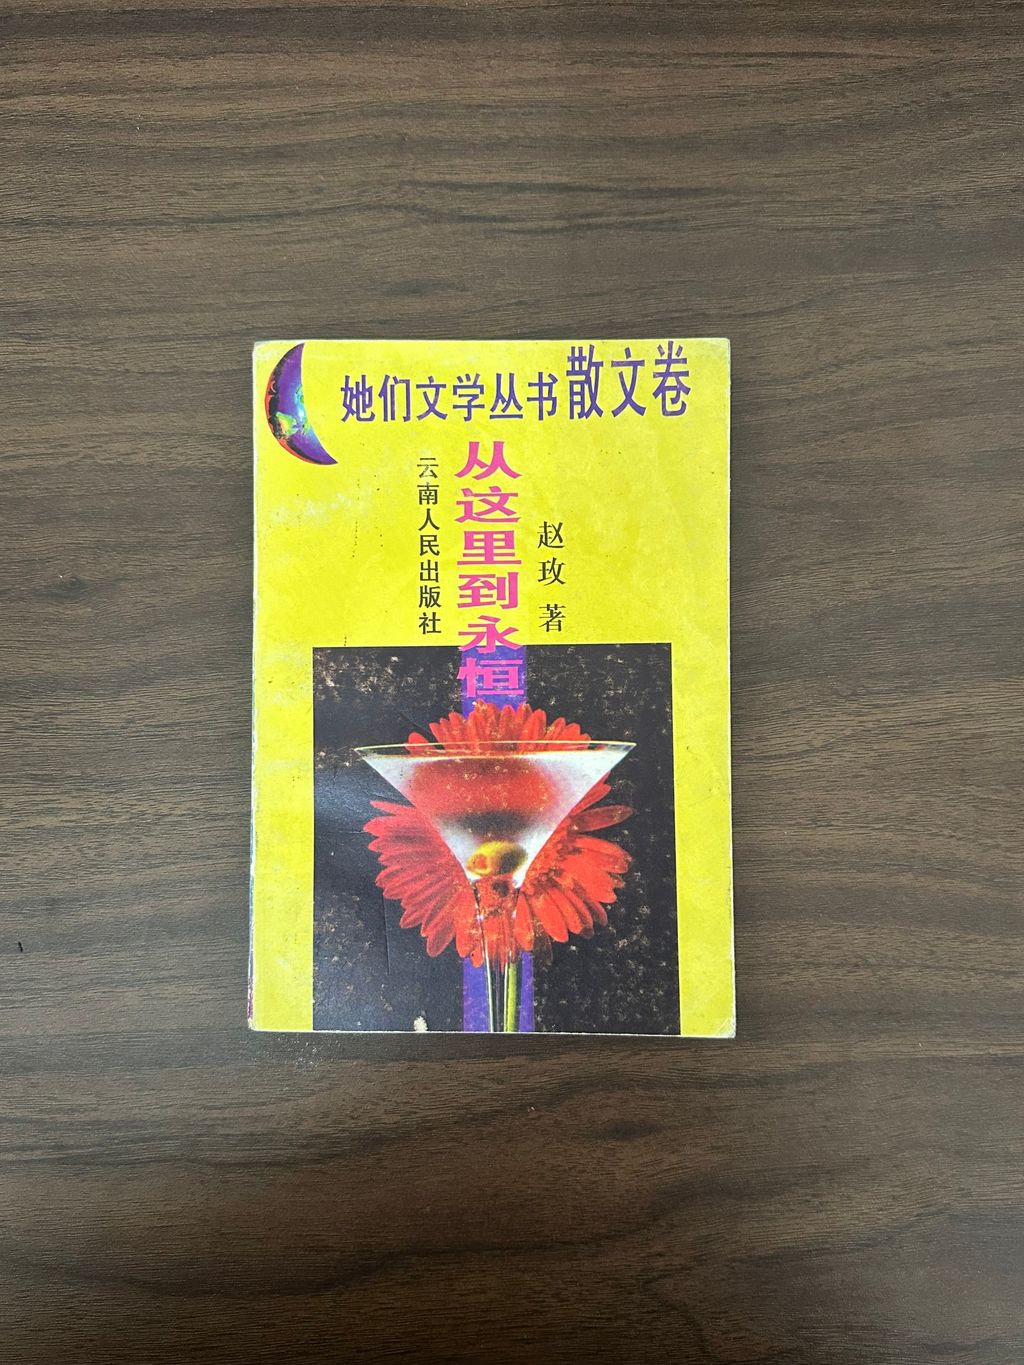 她们文学丛书散文卷
从这里到永恒
赵玫 著
云南人民出版社